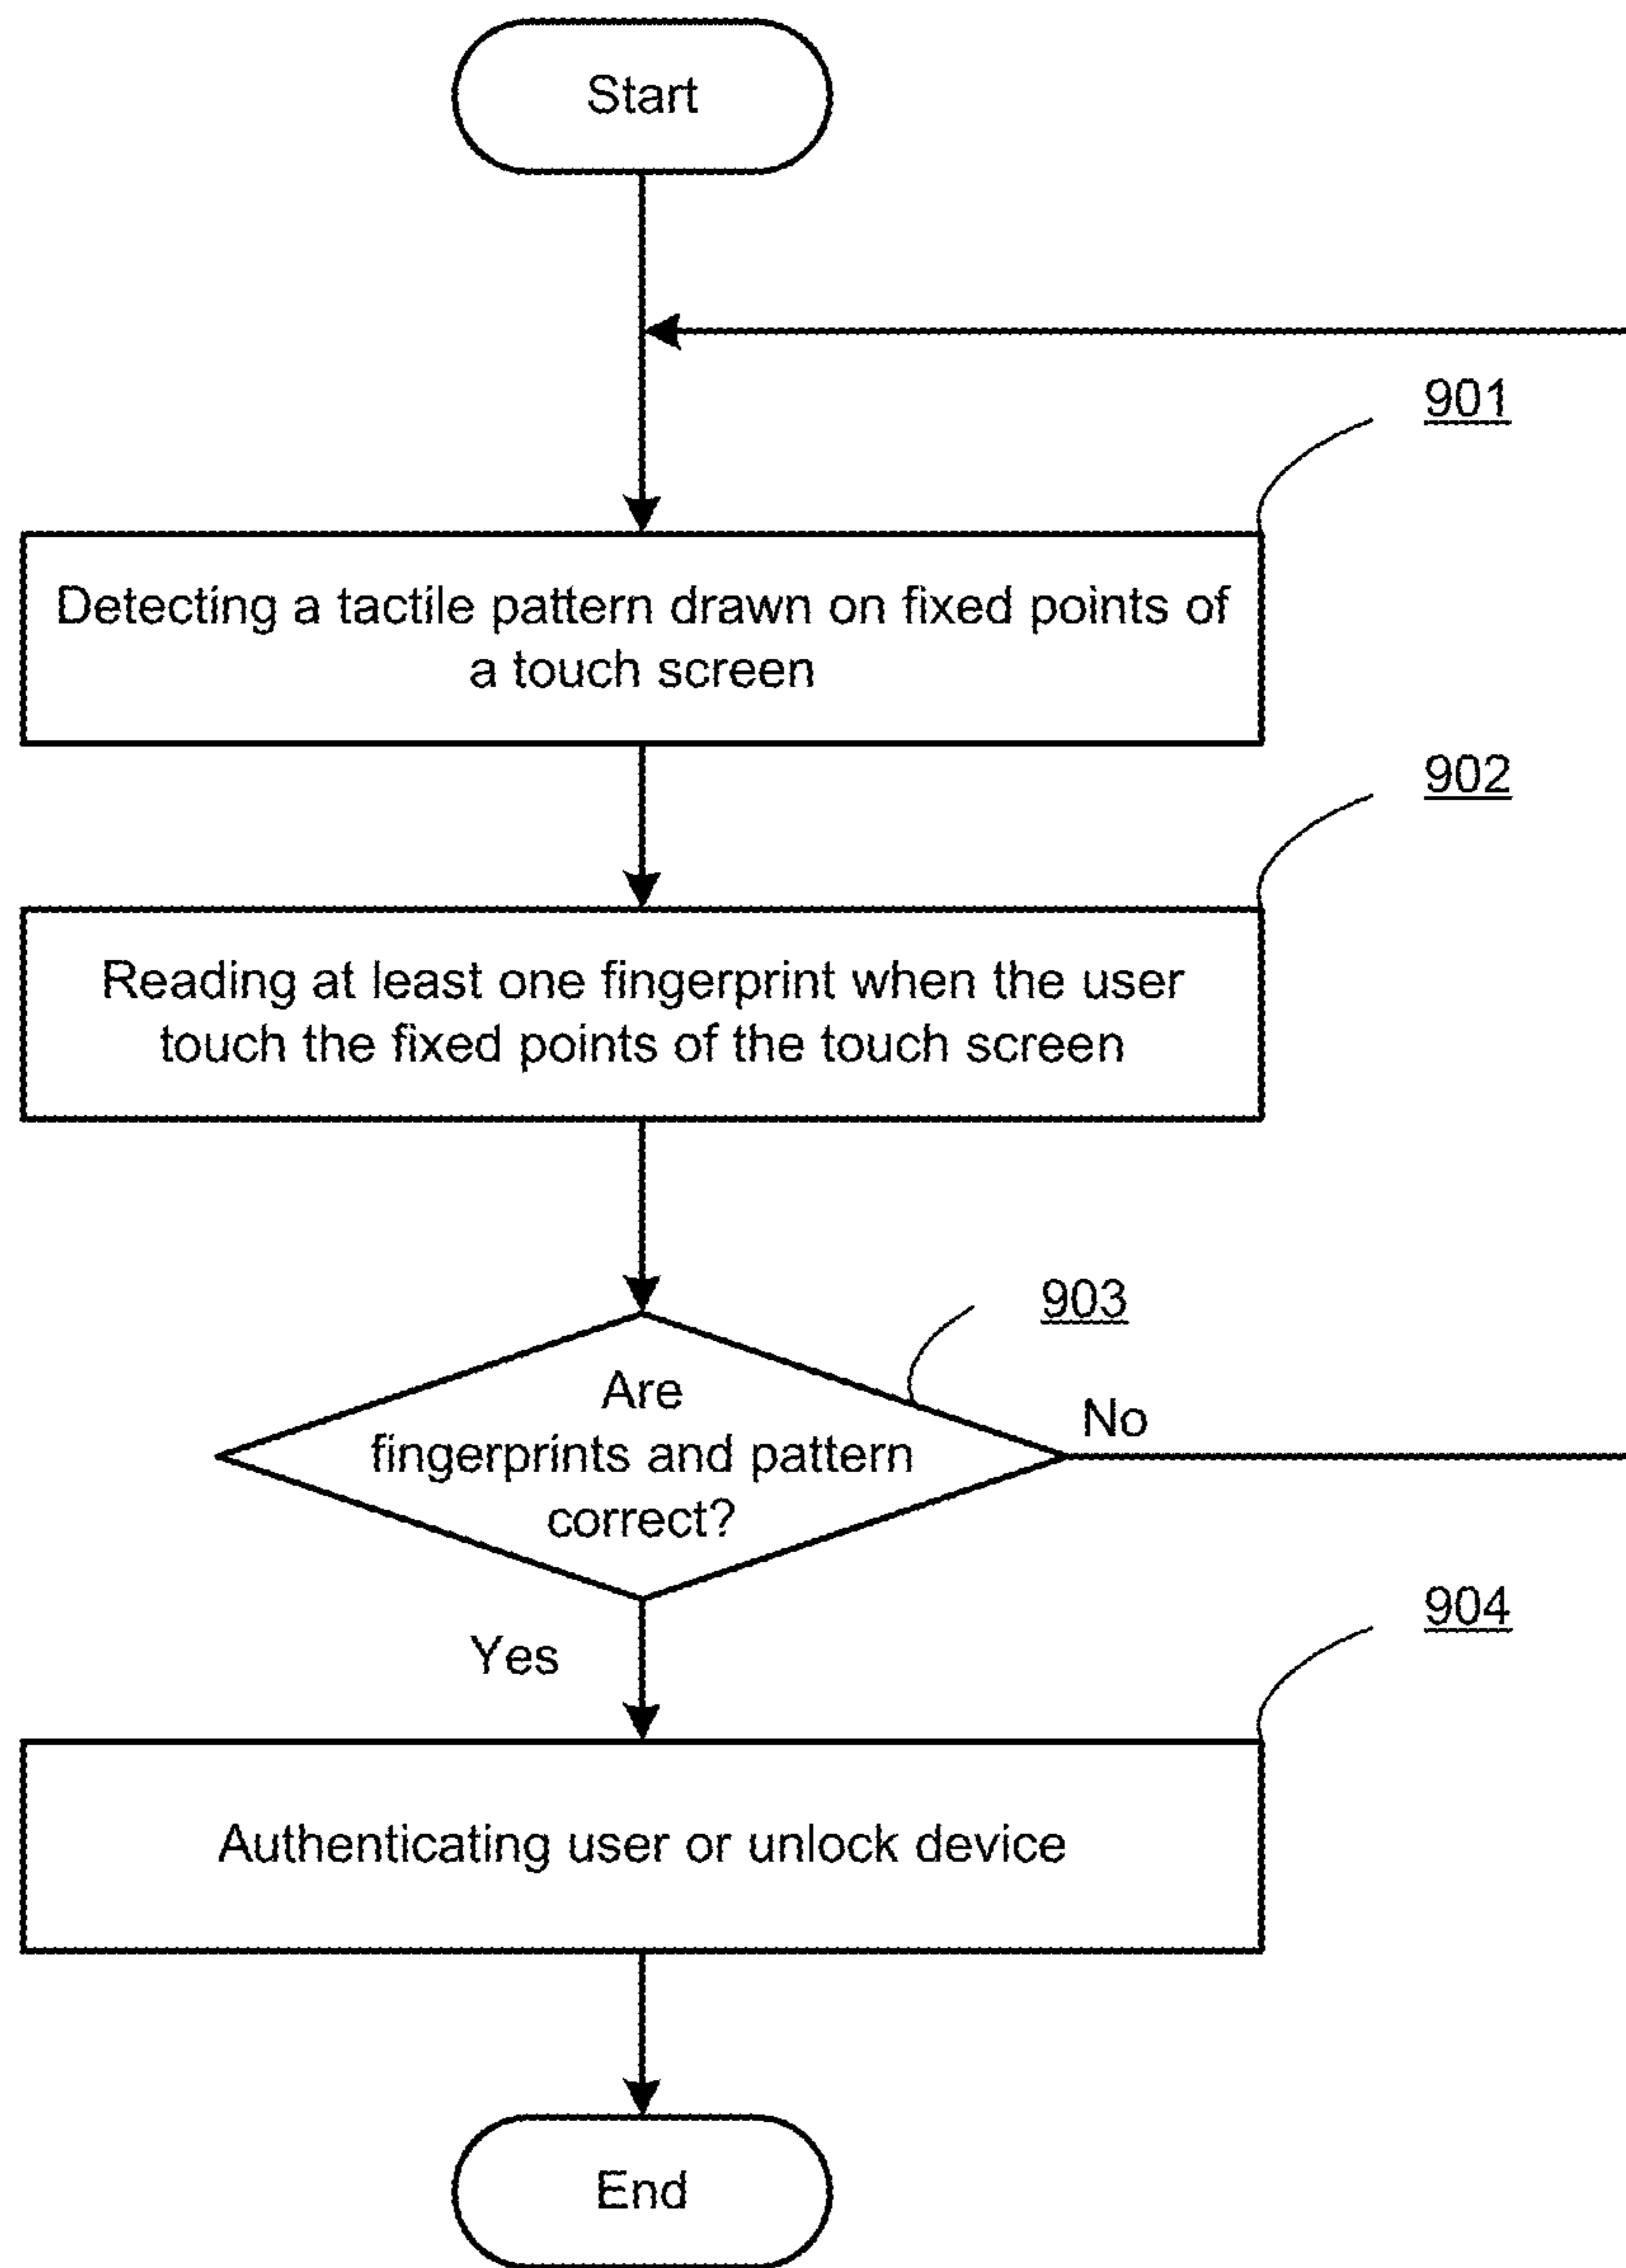 Start
901
Detecting a tactile pattern drawn on fixed points of
a touch screen
902
Reading at least one fingerprint when the user
touch the fixed points of the touch screen
903
Are
fingerprints and pattern
correct?
No
Yes
904
Authenticating user or unlock device
End